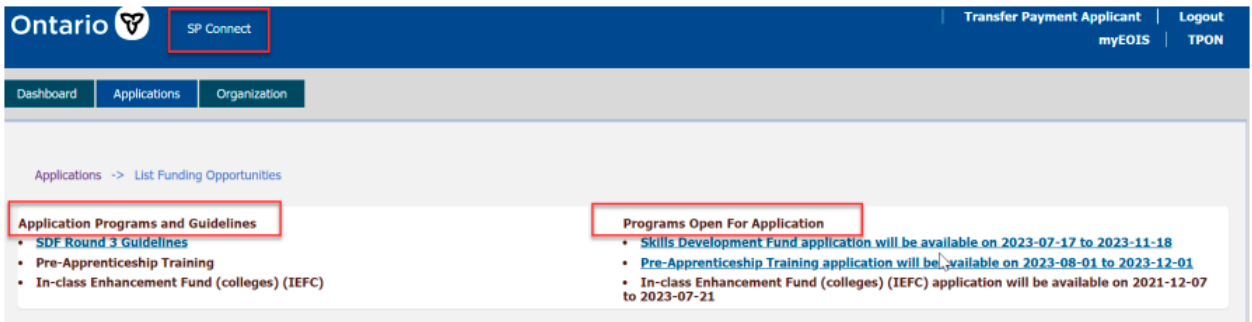 Ontario
SP Connect
Transfer Payment Applicant | Logout
myEOIS | TPON
Dashboard
Applications
Organization
Applications -> List Funding Opportunities
Application Programs and Guidelines
• SDF Round 3 Guidelines
• Pre-Apprenticeship Training
• In-class Enhancement Fund (colleges) (IEFC)
Programs Open For Application
• Skills Development Fund application will be available on 2023-07-17 to 2023-11-18
• Pre-Apprenticeship Training application will be available on 2023-08-01 to 2023-12-01
• In-class Enhancement Fund (colleges) (IEFC) application will be available on 2021-12-07
to 2023-07-21